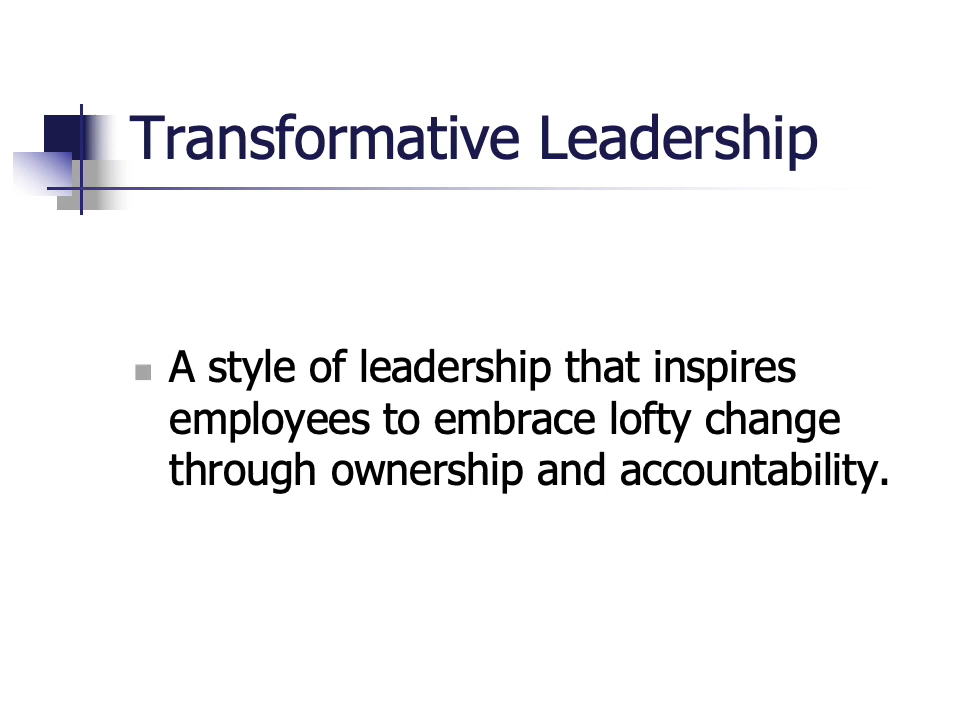 Transformative Leadership
A style of leadership that inspires
employees to embrace lofty change
through ownership and accountability.